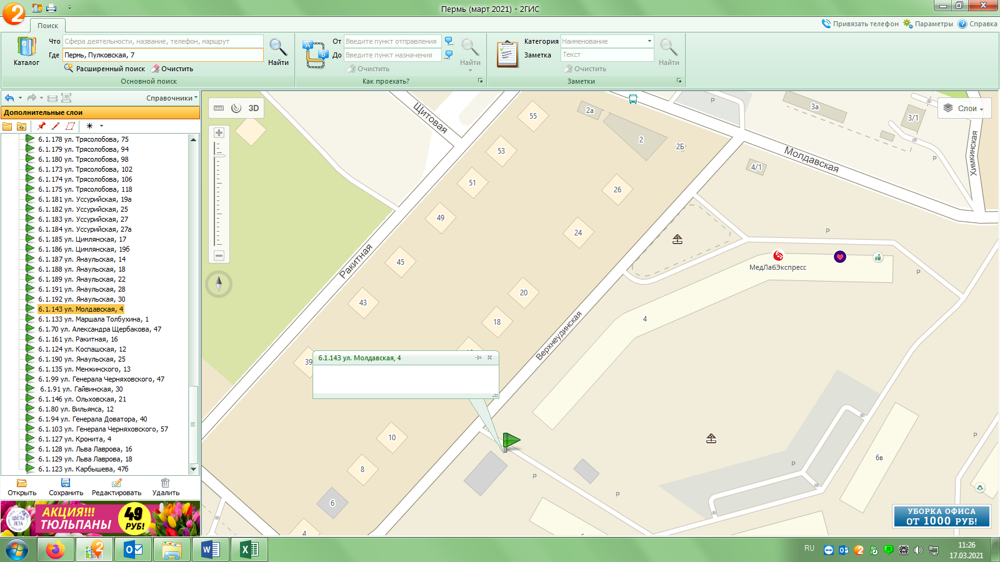 Пермь (март 2021) - 2ГИС
Поиск
Привязать телефон
Параметры
Справка
Каталог
Что
Сфера деятельности, название, телефон, маршрут
Где
Пермь, Пулковская, 7
Расширенный поиск
Очистить
Найти
Основной поиск
От
Введите пункт отправления
До
Введите пункт назначения
Очистить
Найти
Как проехать?
Категория
Наименование
Заметка
Текст
Очистить
Найти
Заметки
Справочники
Дополнительные слои
6.1.178 ул. Трясолобова, 75
6.1.179 ул. Трясолобова, 94
6.1.180 ул. Трясолобова, 98
6.1.173 ул. Трясолобова, 102
6.1.174 ул. Трясолобова, 106
6.1.175 ул. Трясолобова, 118
6.1.181 ул. Уссурийская, 19а
6.1.182 ул. Уссурийская, 25
6.1.183 ул. Уссурийская, 27
6.1.184 ул. Уссурийская, 27а
6.1.185 ул. Цимлянская, 17
6.1.186 ул. Цимлянская, 19б
6.1.187 ул. Янаульская, 14
6.1.188 ул. Янаульская, 18
6.1.189 ул. Янаульская, 22
6.1.191 ул. Янаульская, 28
6.1.192 ул. Янаульская, 30
6.1.143 ул. Молдавская, 4
6.1.133 ул. Маршала Толбухина, 1
6.1.70 ул. Александра Щербакова, 47
6.1.161 ул. Ракитная, 16
6.1.124 ул. Коспашская, 12
6.1.190 ул. Янаульская, 25
6.1.135 ул. Менжинского, 13
6.1.99 ул. Генерала Черняховского, 47
6.1.91 ул. Гайвинская, 30
6.1.146 ул. Ольховская, 21
6.1.80 ул. Вильямса, 12
6.1.94 ул. Генерала Доватора, 40
6.1.103 ул. Генерала Черняховского, 57
6.1.127 ул. Кронита, 4
6.1.128 ул. Льва Лаврова, 16
6.1.129 ул. Льва Лаврова, 18
6.1.123 ул. Карбышева, 47б
Открыть
Сохранить
Редактировать
Удалить
ЦВЕТЫ ЛЕТА
АКЦИЯ!!!
ТЮЛЬПАНЫ
49
РУБ!
3D
Слои
Щитовая
55
2а
2
2Б
P
3а
3/1
Химкинская
53
4/1
Молдавская
P
51
26
49
24
P
Ракитная
45
МедЛабЭкспресс
P
43
20
18
4
Верхнеудинская
39
6.1.143 ул. Молдавская, 4
10
P
8
P
P
6в
P
6
4
УБОРКА ОФИСА
ОТ 1000 РУБ!
RU
11:26
17.03.2021